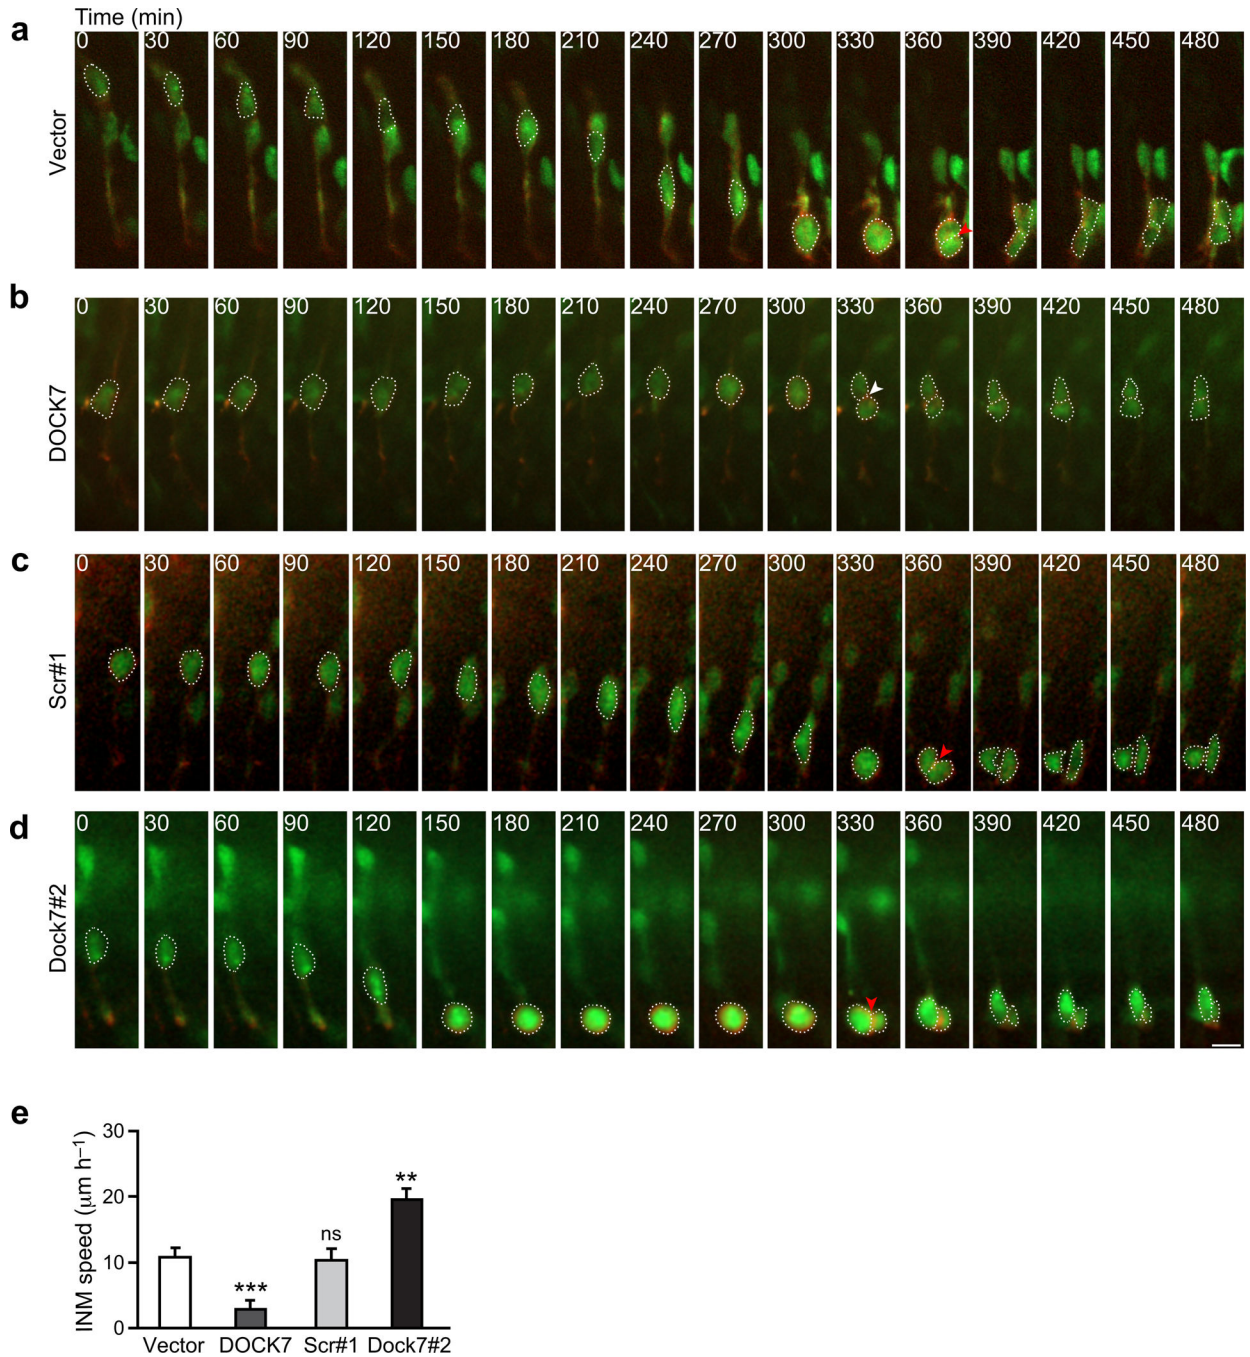 a
Time (min)
Vector
0 30 60 90 120 150 180 210 240 270 300 330 360 390 420 450 480
b
DOCK7
0 30 60 90 120 150 180 210 240 270 300 330 360 390 420 450 480
c
Scr#1
0 30 60 90 120 150 180 210 240 270 300 330 360 390 420 450 480
d
Dock7#2
0 30 60 90 120 150 180 210 240 270 300 330 360 390 420 450 480
e
INM speed (μm h⁻¹)
30
20
10
0
***
ns
**
Vector DOCK7 Scr#1 Dock7#2